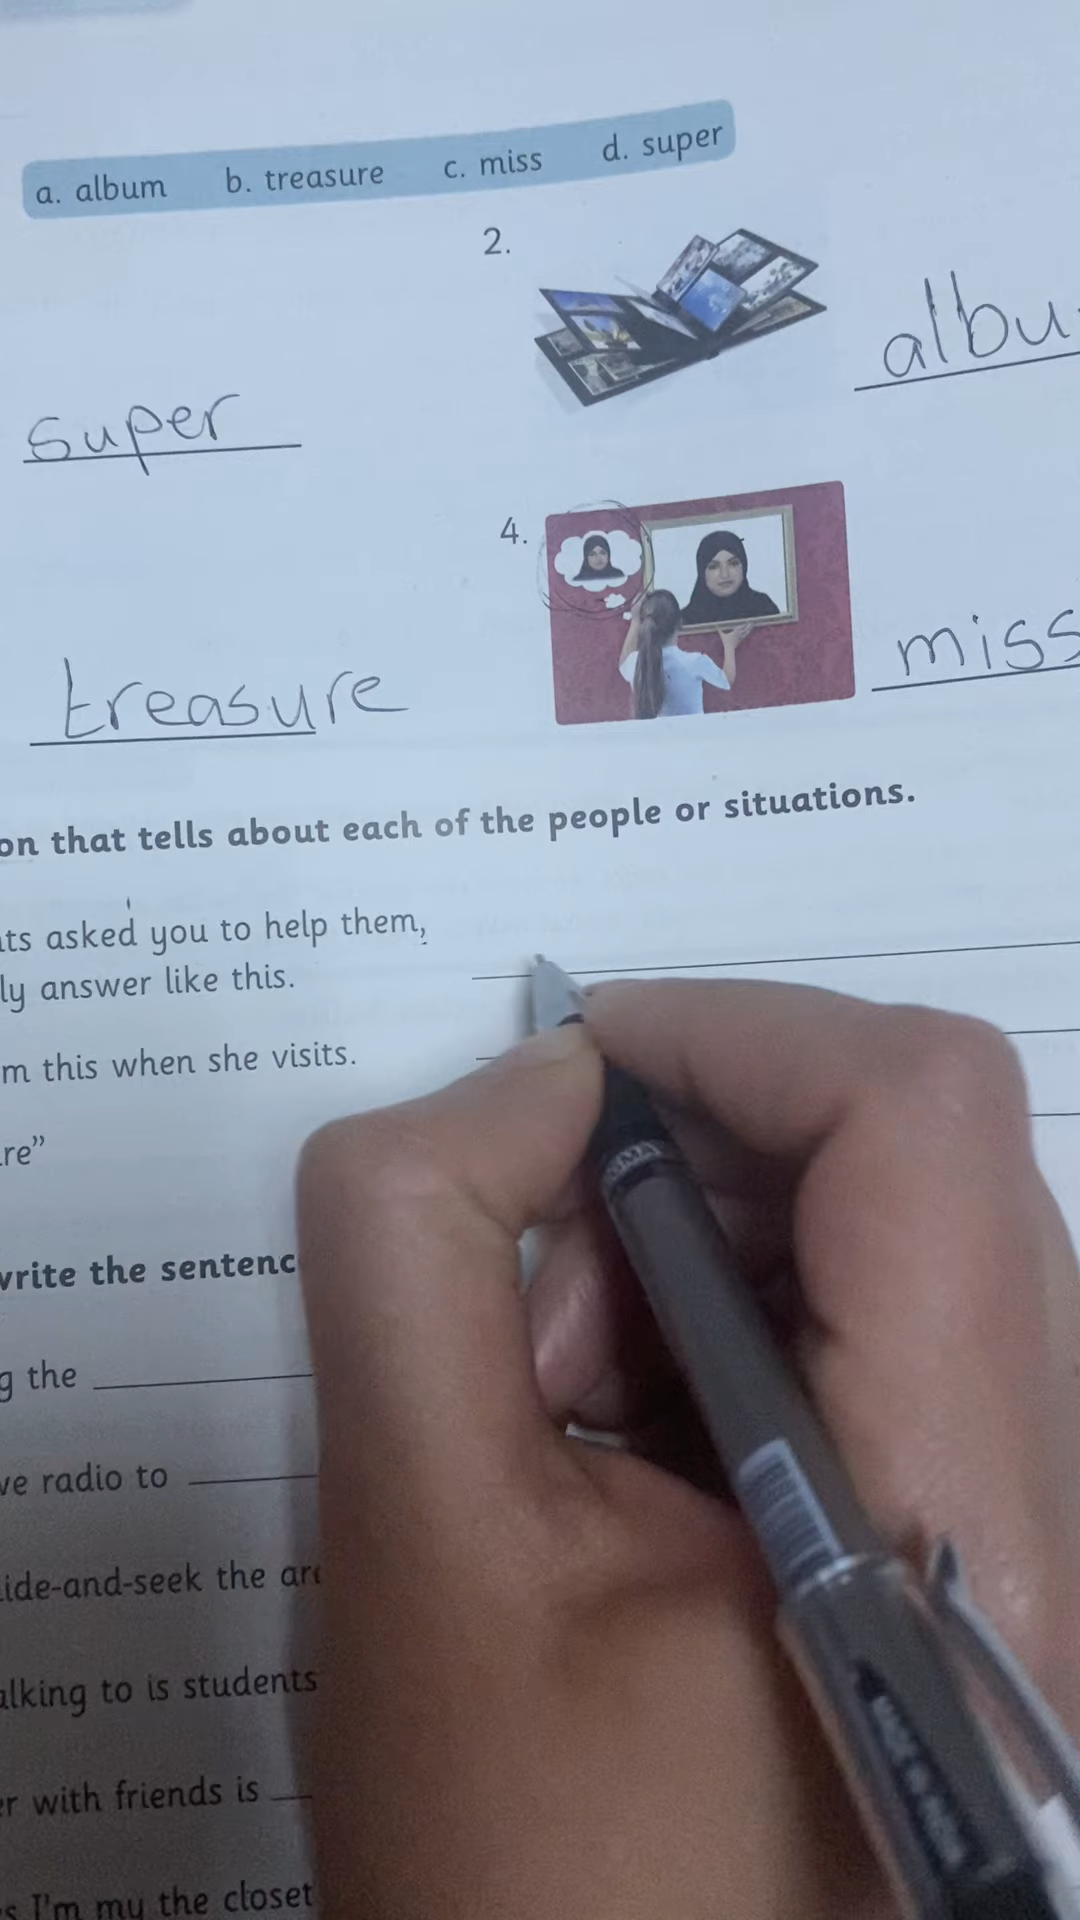 a. album b. treasure c. miss d. super
2.
albu
super
4.
miss
treasure
on that tells about each of the people or situations.
ts asked you to help them,
ly answer like this.
m this when she visits.
re”
write the sentenc
g the
ve radio to
ide-and-seek the
alking to is students
er with friends is
s I'm my the closet